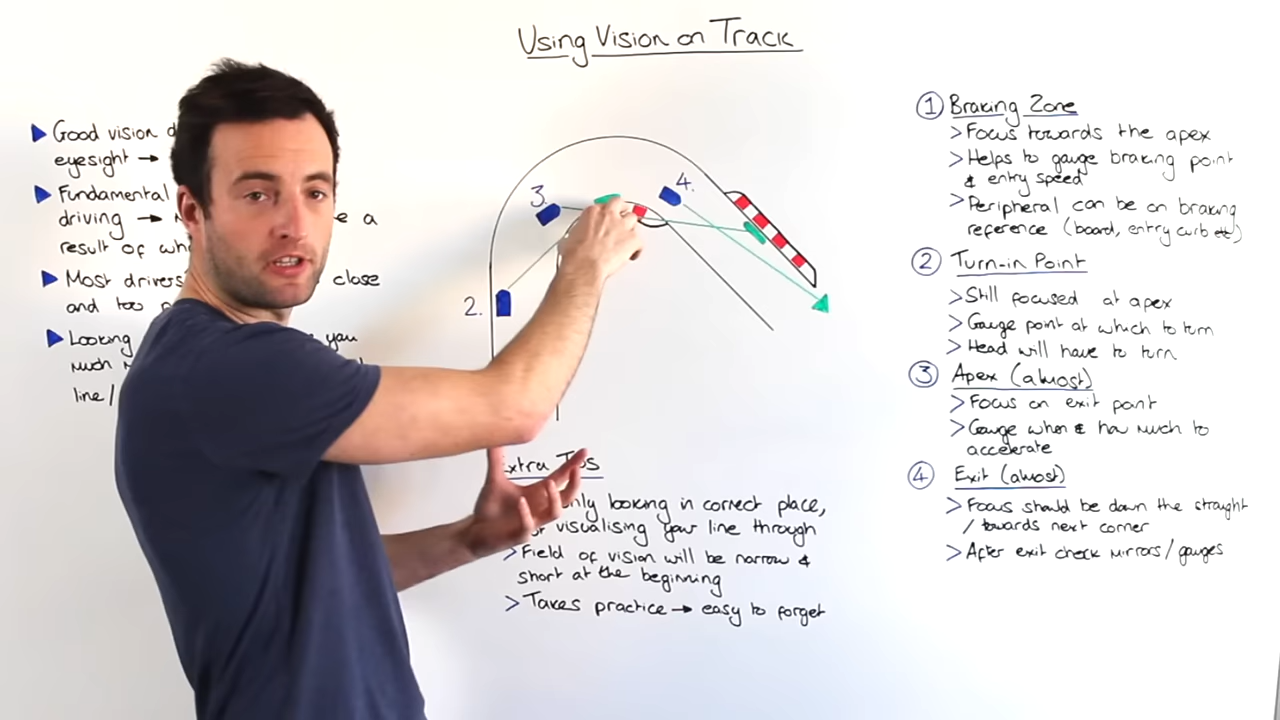 Using Vision on Track
▶ Good vision
eyesight →
▶ Fundamental
driving → a
result of
▶ Most drivers close
and too
▶ Looking you
much
line/
2.
3.
4.
Extra Tips
only looking in correct place,
visualising your line through
> Field of vision will be narrow &
short at the beginning
> Takes practice → easy to forget
① Braking Zone
> Focus towards the apex
> Helps to gauge braking point
& entry speed
> Peripheral can be on braking
reference (board, entry curb etc)
② Turn-in Point
> Still focused at apex
> Gauge point at which to turn
> Head will have to turn
③ Apex (almost)
> Focus on exit point
> Gauge when & how much to
accelerate
④ Exit (almost)
> Focus should be down the straight
/ towards next corner
> After exit check mirrors/gauges